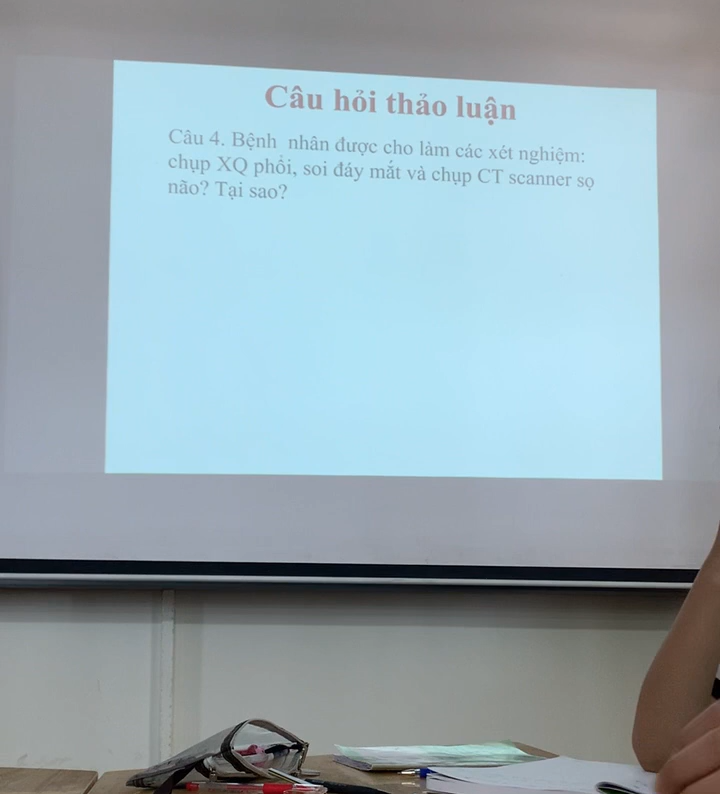 Câu hỏi thảo luận
Câu 4. Bệnh nhân được cho làm các xét nghiệm:
chụp XQ phổi, soi đáy mắt và chụp CT scanner sọ
não? Tại sao?